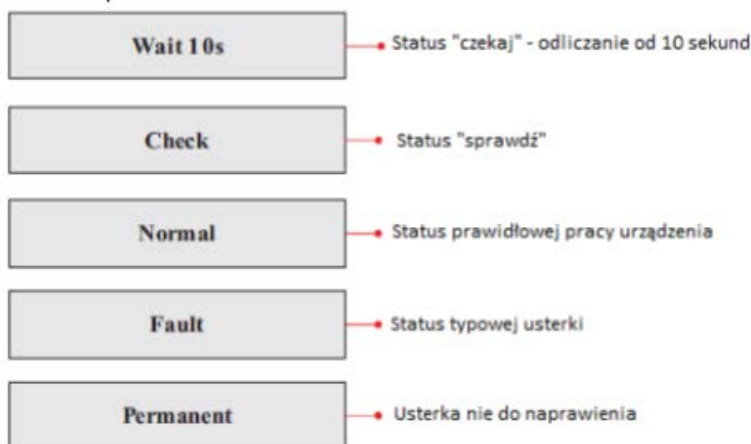 Wait 10s
Status "czekaj" - odliczanie od 10 sekund
Check
Status "sprawdź"
Normal
Status prawidłowej pracy urządzenia
Fault
Status typowej usterki
Permanent
Usterka nie do naprawienia